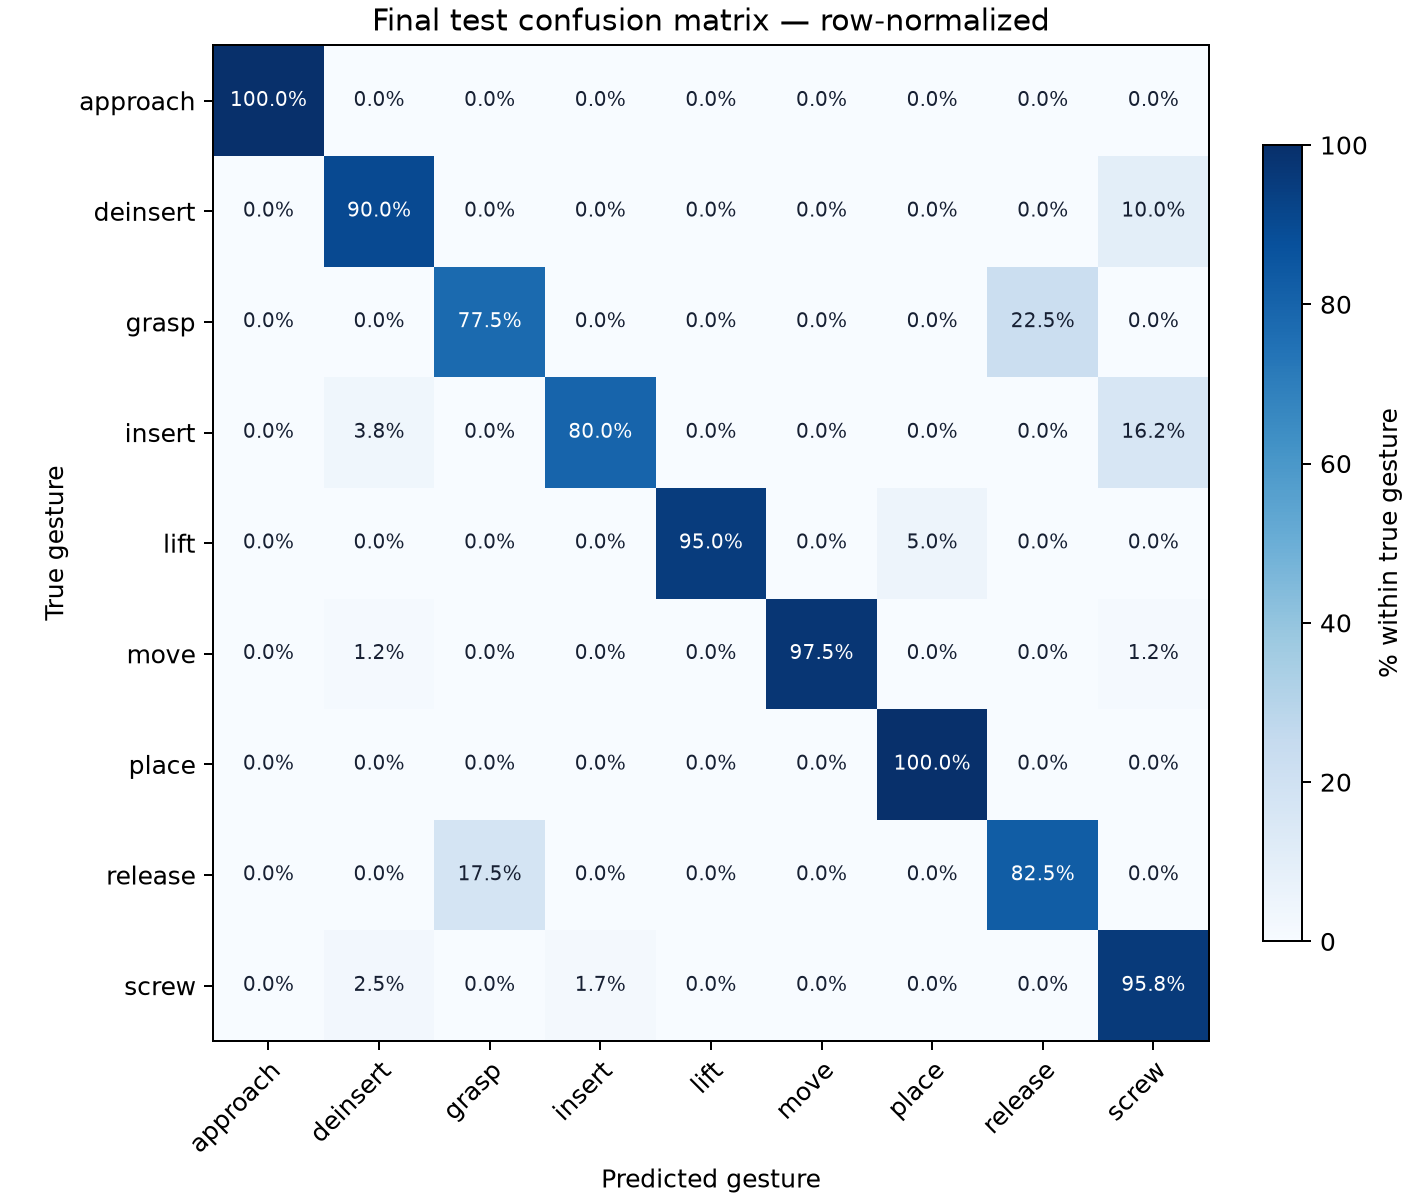 Final test confusion matrix — row-normalized
approach 100.0% 0.0% 0.0% 0.0% 0.0% 0.0% 0.0% 0.0% 0.0%
deinsert 0.0% 90.0% 0.0% 0.0% 0.0% 0.0% 0.0% 0.0% 10.0%
grasp 0.0% 0.0% 77.5% 0.0% 0.0% 0.0% 0.0% 22.5% 0.0%
insert 0.0% 3.8% 0.0% 80.0% 0.0% 0.0% 0.0% 0.0% 16.2%
lift 0.0% 0.0% 0.0% 0.0% 95.0% 0.0% 5.0% 0.0% 0.0%
move 0.0% 1.2% 0.0% 0.0% 0.0% 97.5% 0.0% 0.0% 1.2%
place 0.0% 0.0% 0.0% 0.0% 0.0% 0.0% 100.0% 0.0% 0.0%
release 0.0% 0.0% 17.5% 0.0% 0.0% 0.0% 0.0% 82.5% 0.0%
screw 0.0% 2.5% 0.0% 1.7% 0.0% 0.0% 0.0% 0.0% 95.8%
approach deinsert grasp insert lift move place release screw
Predicted gesture
True gesture
100
80
60
40
20
0
% within true gesture